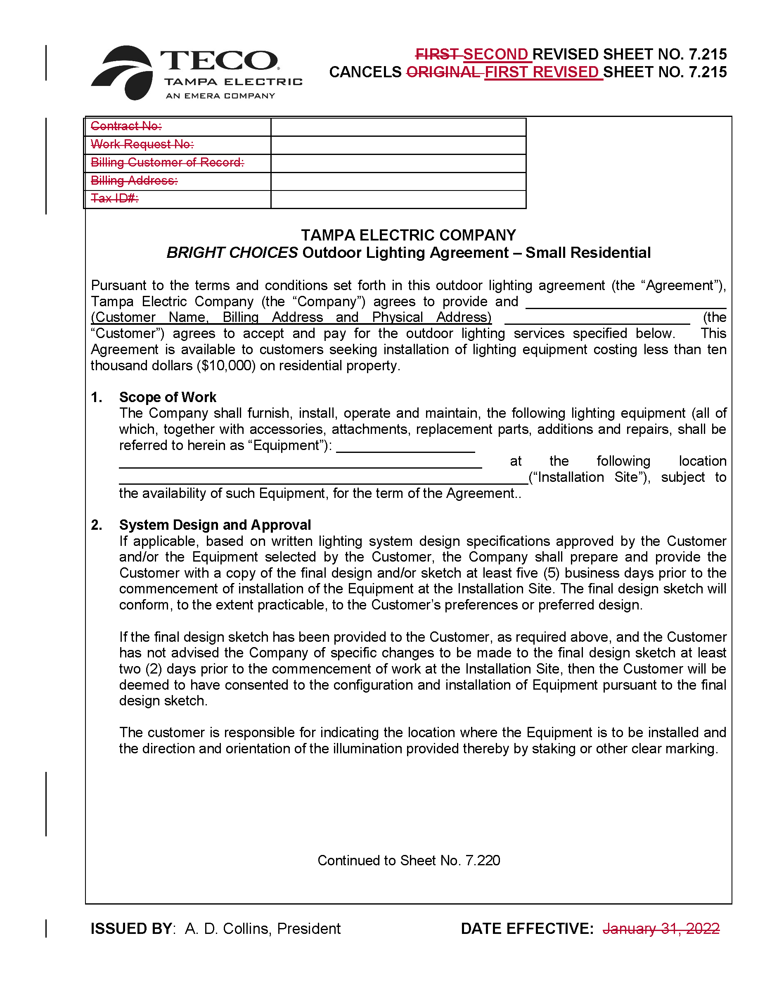 TECO®
TAMPA ELECTRIC
AN EMERA COMPANY
FIRST SECOND REVISED SHEET NO. 7.215
CANCELS ORIGINAL FIRST REVISED SHEET NO. 7.215
Contract No:
Work Request No:
Billing Customer of Record:
Billing Address:
Tax ID#:
TAMPA ELECTRIC COMPANY
BRIGHT CHOICES Outdoor Lighting Agreement – Small Residential
Pursuant to the terms and conditions set forth in this outdoor lighting agreement (the “Agreement”),
Tampa Electric Company (the “Company”) agrees to provide and ____________________
(Customer Name, Billing Address and Physical Address) ____________________ (the
“Customer”) agrees to accept and pay for the outdoor lighting services specified below. This
Agreement is available to customers seeking installation of lighting equipment costing less than ten
thousand dollars ($10,000) on residential property.
1. Scope of Work
The Company shall furnish, install, operate and maintain, the following lighting equipment (all of
which, together with accessories, attachments, replacement parts, additions and repairs, shall be
referred to herein as “Equipment”): ____________________
____________________ at the following location
____________________(“Installation Site”), subject to
the availability of such Equipment, for the term of the Agreement..
2. System Design and Approval
If applicable, based on written lighting system design specifications approved by the Customer
and/or the Equipment selected by the Customer, the Company shall prepare and provide the
Customer with a copy of the final design and/or sketch at least five (5) business days prior to the
commencement of installation of the Equipment at the Installation Site. The final design sketch will
conform, to the extent practicable, to the Customer’s preferences or preferred design.
If the final design sketch has been provided to the Customer, as required above, and the Customer
has not advised the Company of specific changes to be made to the final design sketch at least
two (2) days prior to the commencement of work at the Installation Site, then the Customer will be
deemed to have consented to the configuration and installation of Equipment pursuant to the final
design sketch.
The customer is responsible for indicating the location where the Equipment is to be installed and
the direction and orientation of the illumination provided thereby by staking or other clear marking.
Continued to Sheet No. 7.220
ISSUED BY: A. D. Collins, President
DATE EFFECTIVE: January 31, 2022